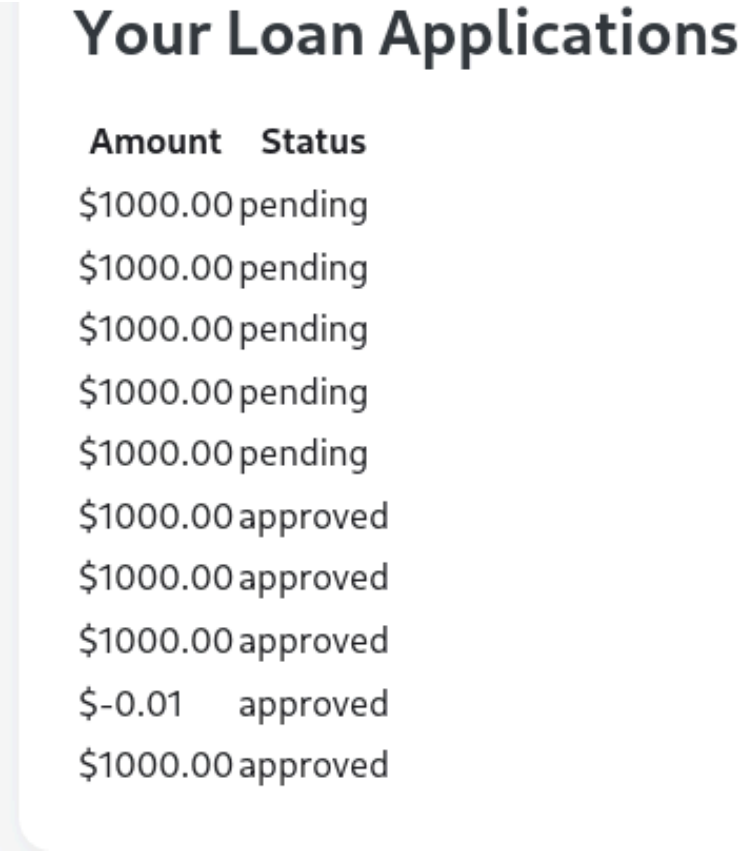 Your Loan Applications
Amount Status
$1000.00 pending
$1000.00 pending
$1000.00 pending
$1000.00 pending
$1000.00 pending
$1000.00 approved
$1000.00 approved
$1000.00 approved
$-0.01 approved
$1000.00 approved